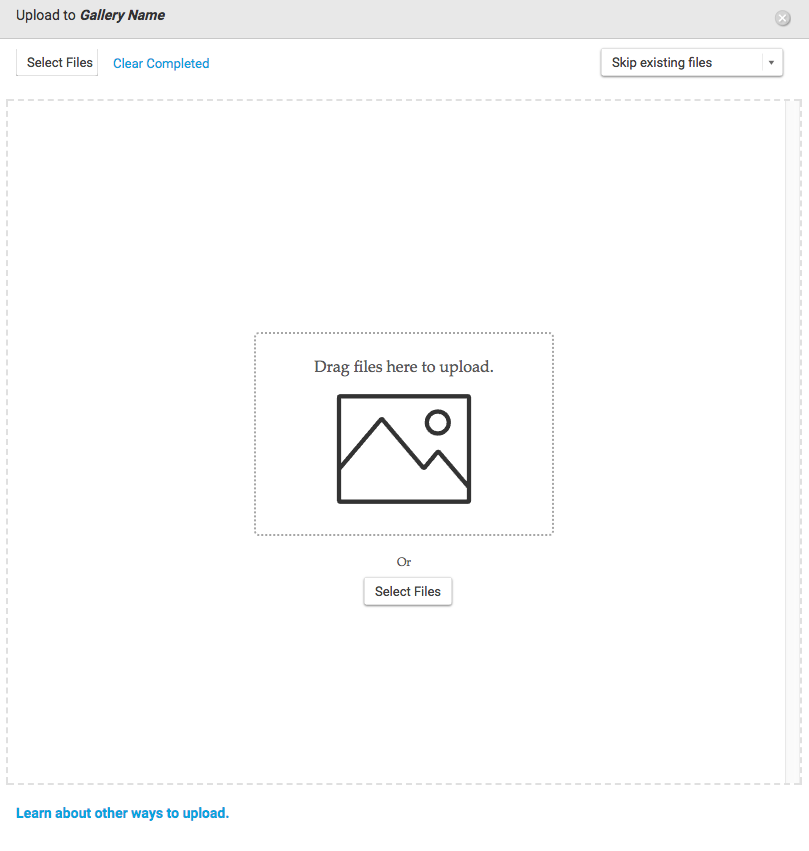 Upload to Gallery Name
Select Files
Clear Completed
Skip existing files
Drag files here to upload.
Or
Select Files
Learn about other ways to upload.